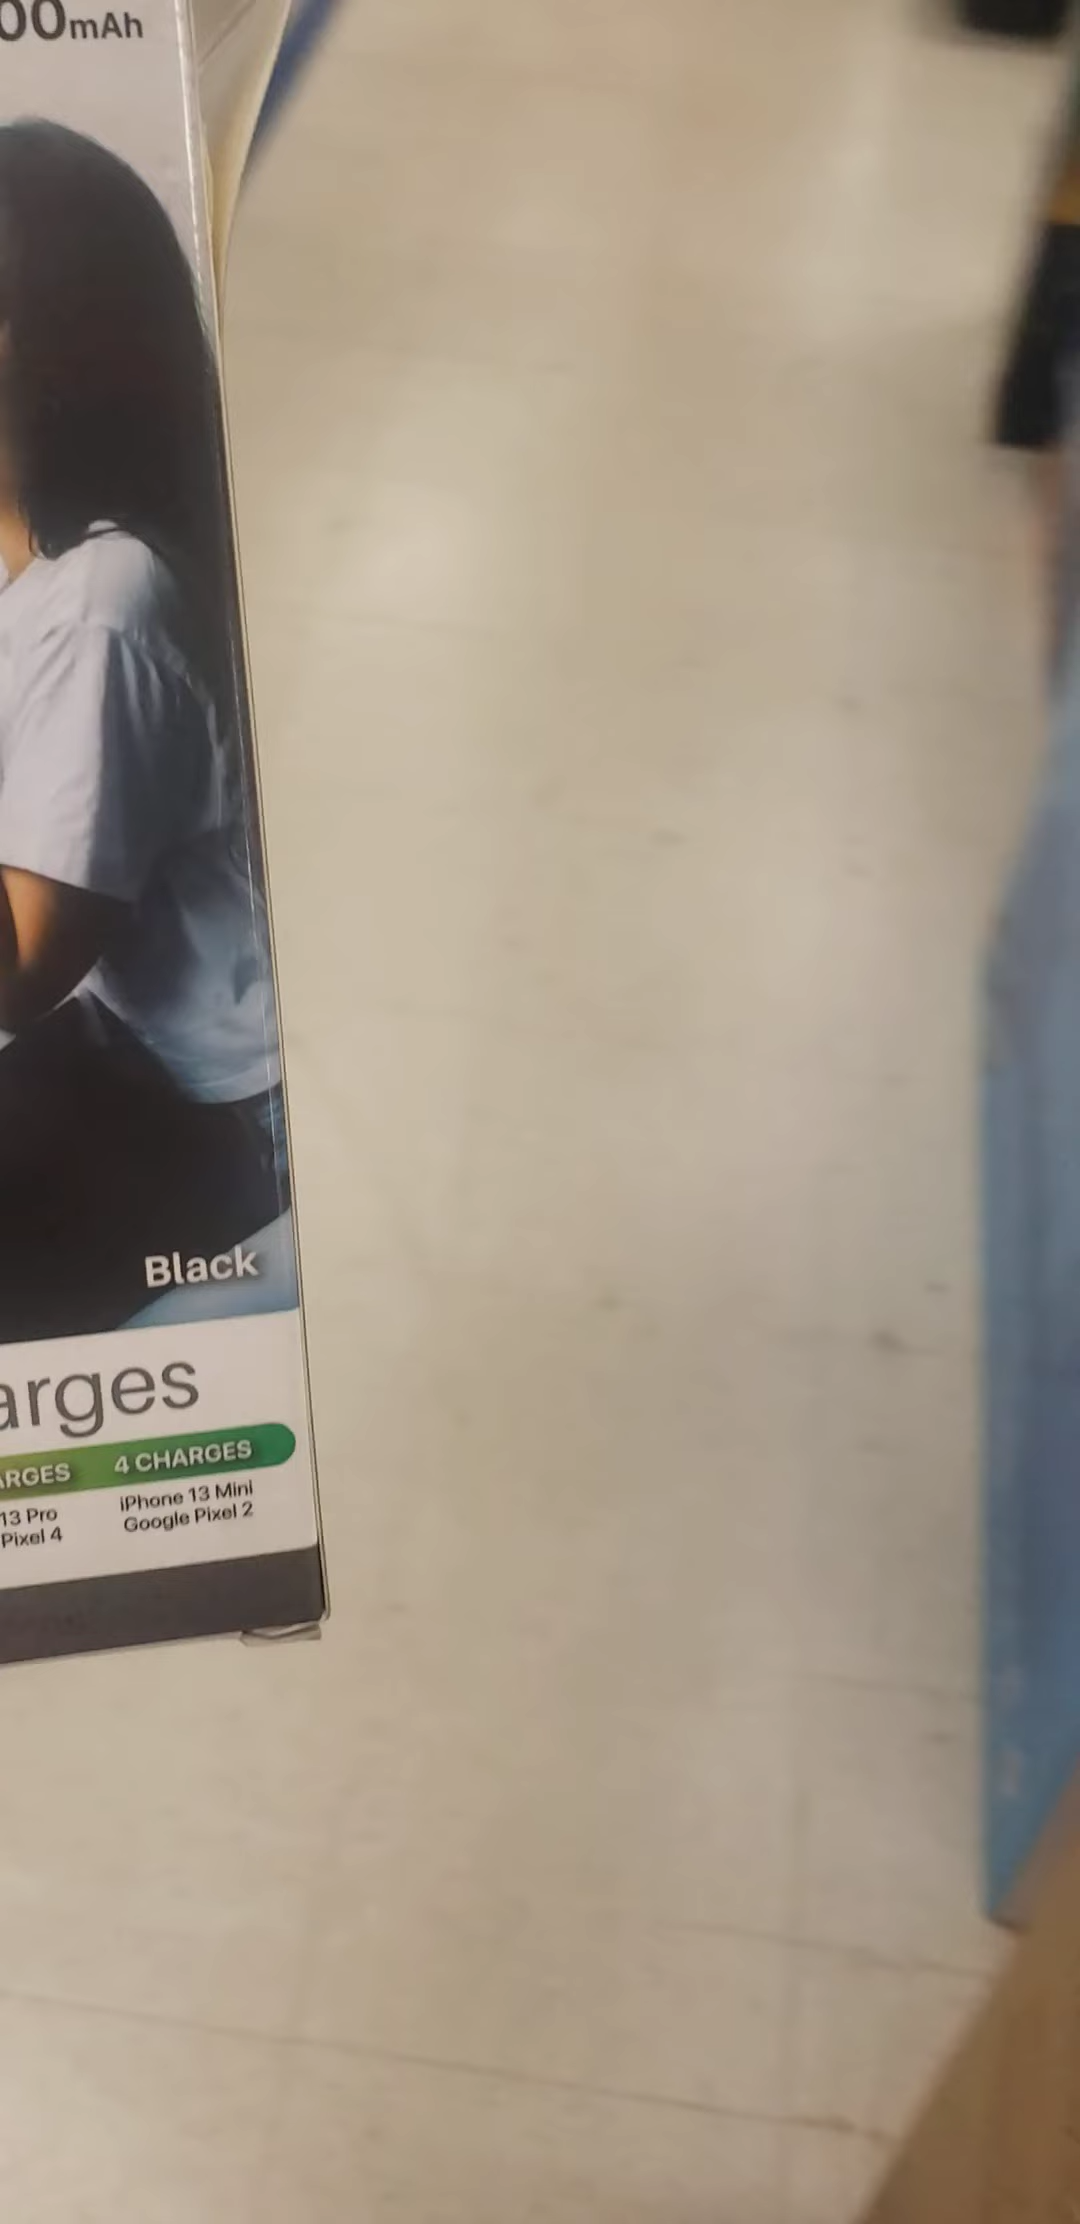 00mAh
Black
arges
ARGES 4 CHARGES
13 Pro iPhone 13 Mini
Pixel 4 Google Pixel 2